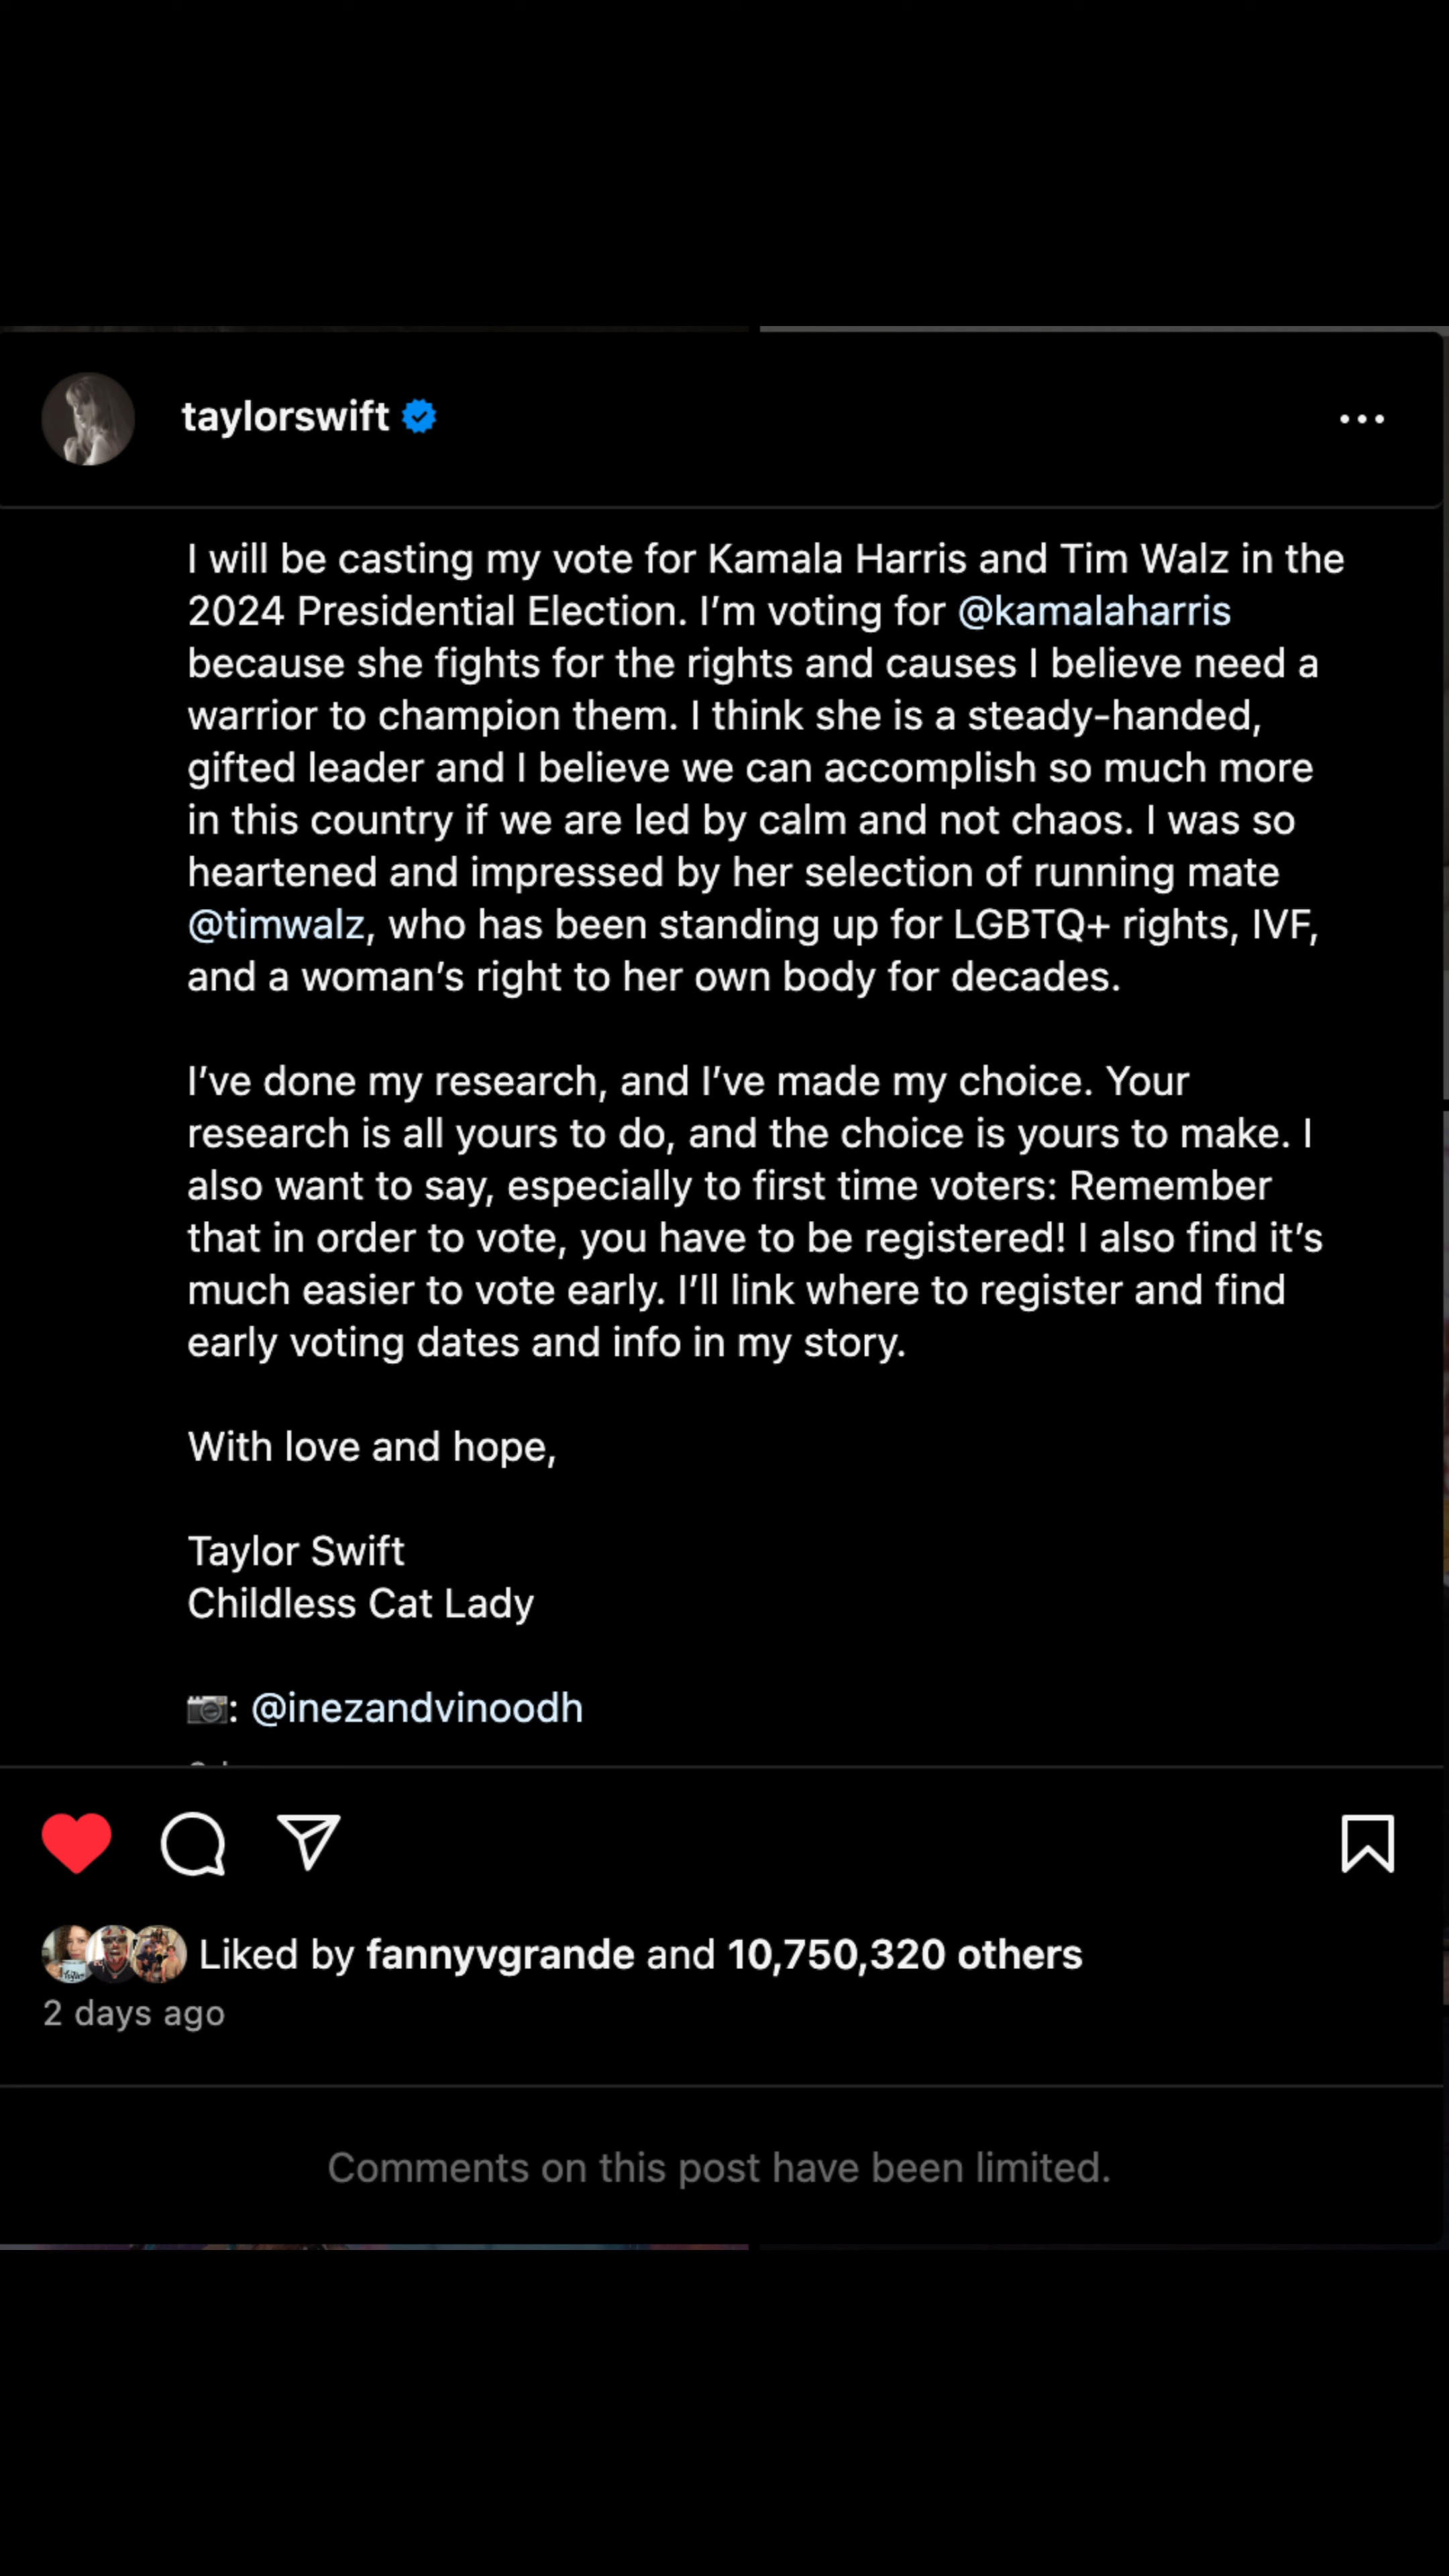 taylorswift
I will be casting my vote for Kamala Harris and Tim Walz in the
2024 Presidential Election. I’m voting for @kamalaharris
because she fights for the rights and causes I believe need a
warrior to champion them. I think she is a steady-handed,
gifted leader and I believe we can accomplish so much more
in this country if we are led by calm and not chaos. I was so
heartened and impressed by her selection of running mate
@timwalz, who has been standing up for LGBTQ+ rights, IVF,
and a woman’s right to her own body for decades.
I’ve done my research, and I’ve made my choice. Your
research is all yours to do, and the choice is yours to make. I
also want to say, especially to first time voters: Remember
that in order to vote, you have to be registered! I also find it’s
much easier to vote early. I’ll link where to register and find
early voting dates and info in my story.
With love and hope,
Taylor Swift
Childless Cat Lady
📷: @inezandvinoodh
Liked by fannyvgrande and 10,750,320 others
2 days ago
Comments on this post have been limited.